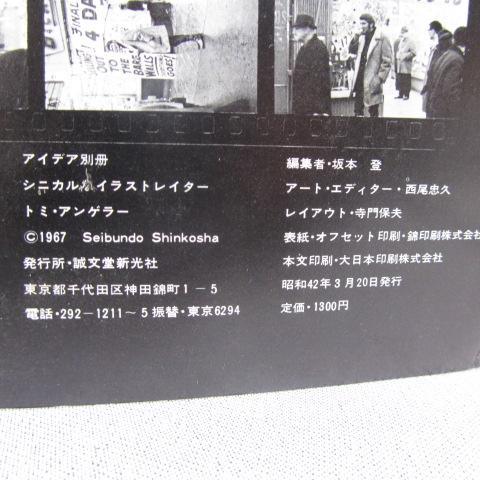 FINAL
4 DA
OUT
TO
THE
BARE
WALLS
GOES!
アイデア別冊
シニカルなイラストレイター
トミ・アンゲラー
©1967 Seibundo Shinkosha
発行所・誠文堂新光社
東京都千代田区神田錦町1－5
電話・292－1211～5 振替・東京6294
編集者・坂本 登
アート・エディター・西尾忠久
レイアウト・寺門保夫
表紙・オフセット印刷・錦印刷株式会社
本文印刷・大日本印刷株式会社
昭和42年3月20日発行
定価・1300円